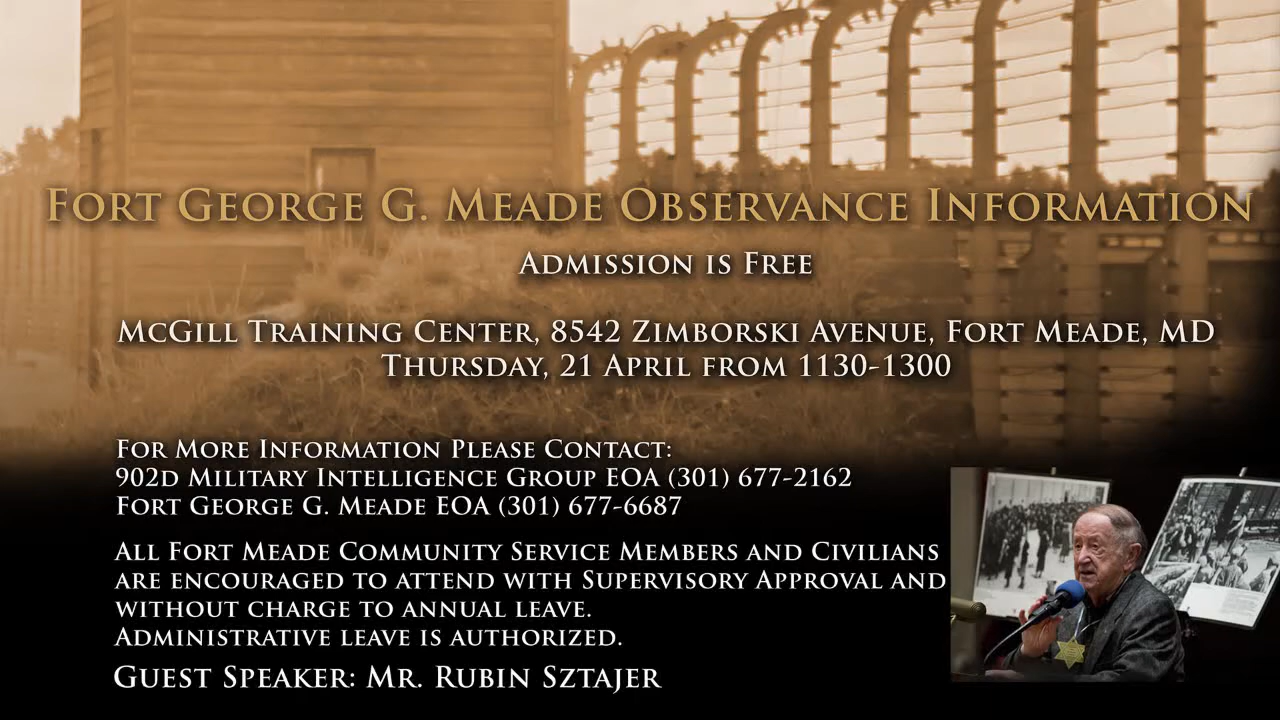 Fort George G. Meade Observance Information
Admission is Free
McGill Training Center, 8542 Zimborski Avenue, Fort Meade, MD
Thursday, 21 April from 1130-1300
For More Information Please Contact:
902d Military Intelligence Group EOA (301) 677-2162
Fort George G. Meade EOA (301) 677-6687
All Fort Meade Community Service Members and Civilians
are encouraged to attend with Supervisory Approval and
without charge to annual leave.
Administrative leave is authorized.
Guest Speaker: Mr. Rubin Sztajer